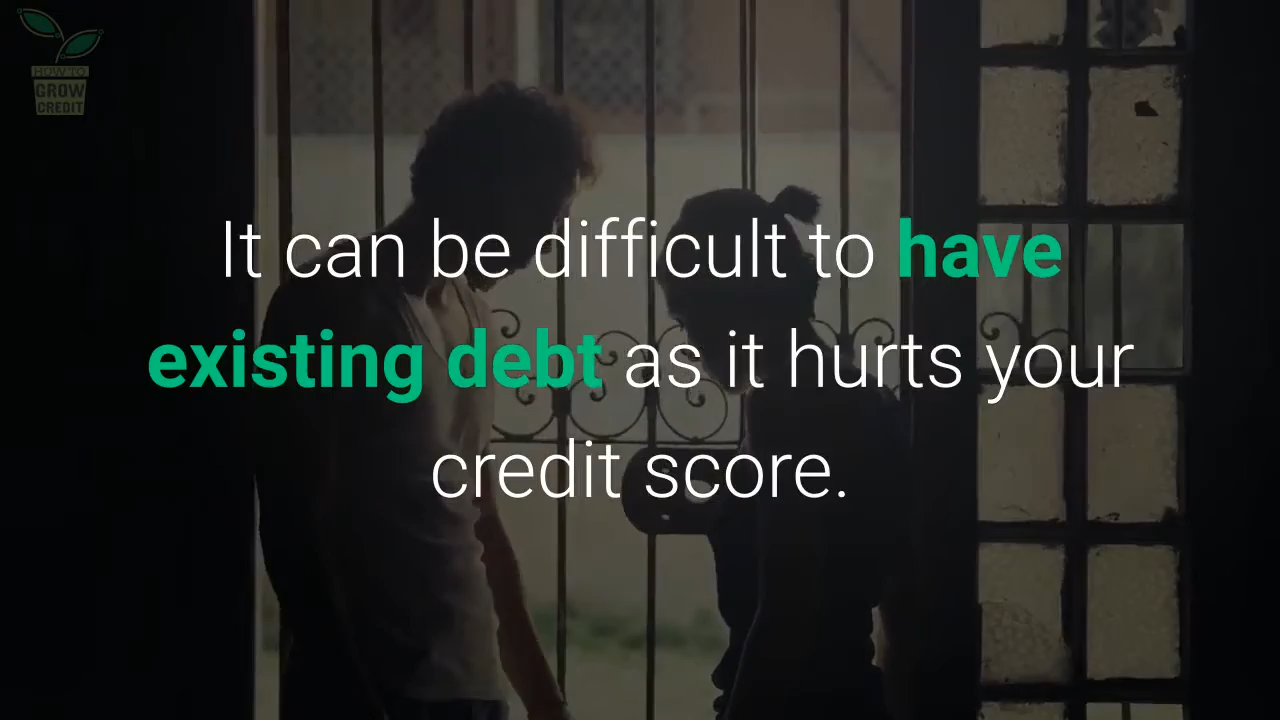 HOW TO
GROW
CREDIT
It can be difficult to have
existing debt as it hurts your
credit score.